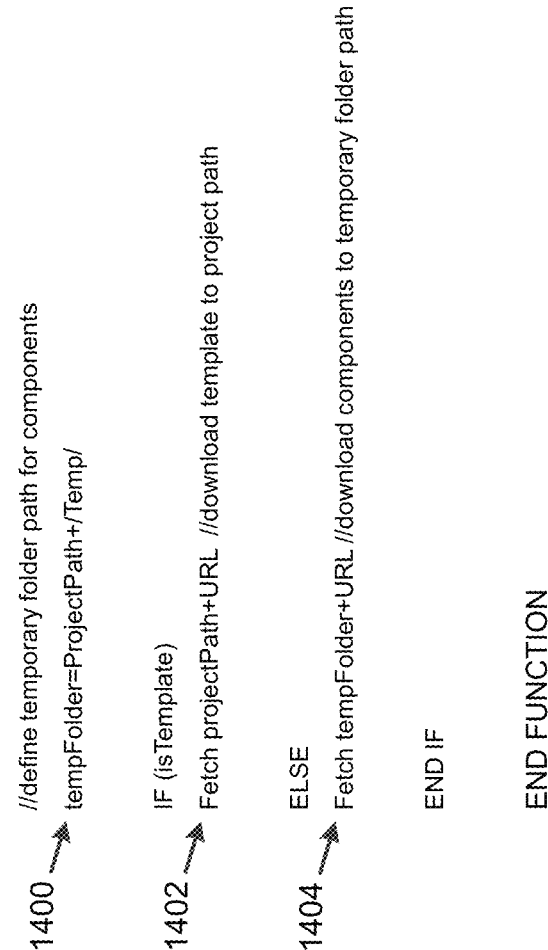 //define temporary folder path for components
1400
tempFolder=ProjectPath+/Temp/
IF (isTemplate)
1402
Fetch projectPath+URL //download template to project path
ELSE
1404
Fetch tempFolder+URL //download components to temporary folder path
END IF
END FUNCTION